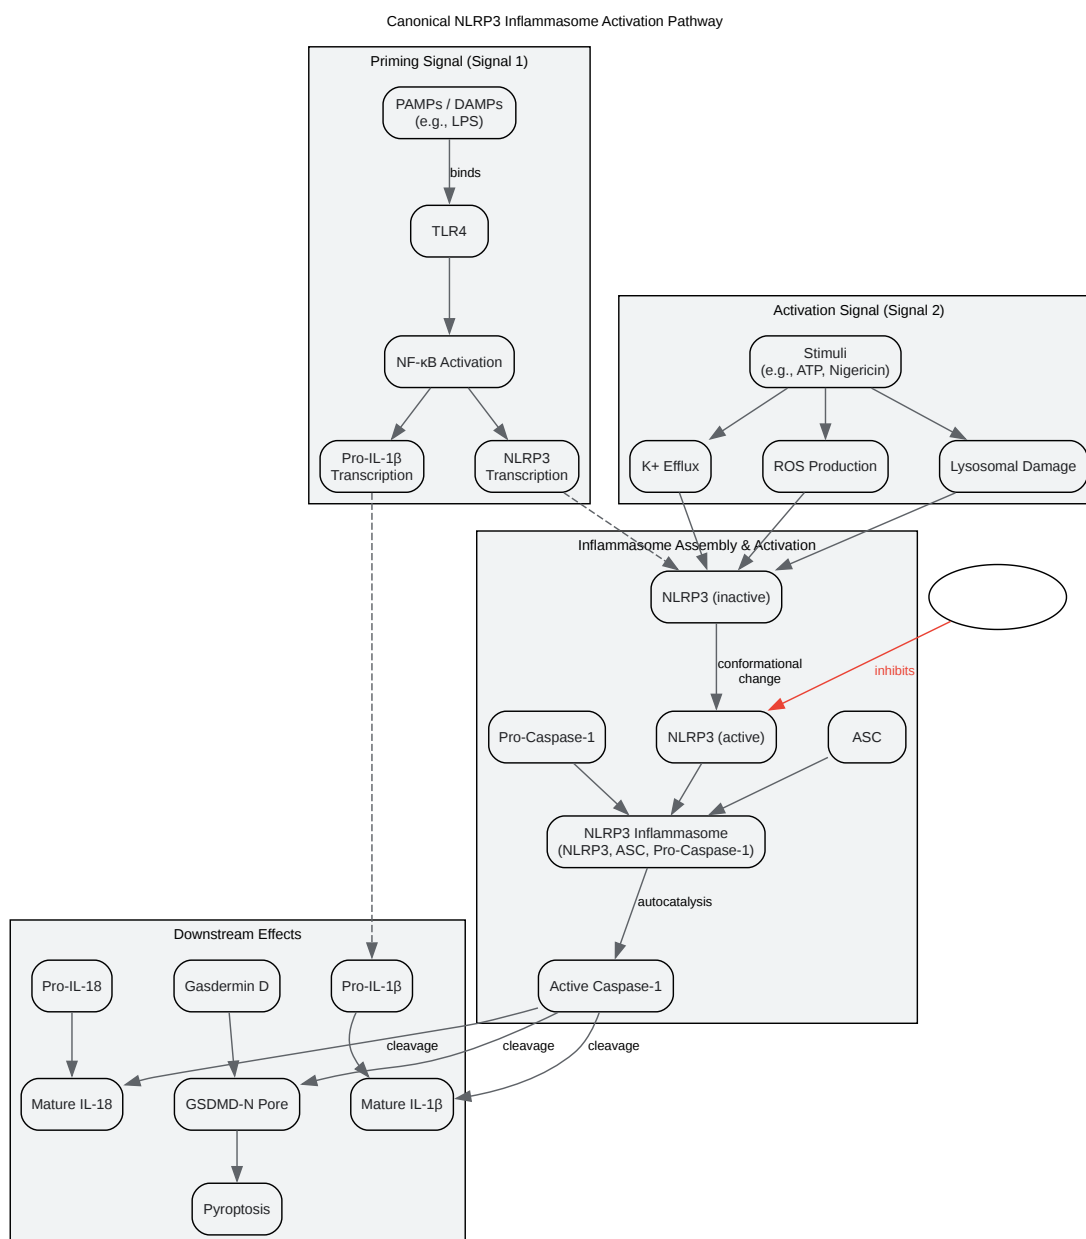 Canonical NLRP3 Inflammasome Activation Pathway
Priming Signal (Signal 1)
PAMPs / DAMPs
(e.g., LPS)
binds
TLR4
NF-κB Activation
Pro-IL-1β
Transcription
NLRP3
Transcription
Activation Signal (Signal 2)
Stimuli
(e.g., ATP, Nigericin)
K+ Efflux
ROS Production
Lysosomal Damage
Inflammasome Assembly & Activation
NLRP3 (inactive)
conformational
change
inhibits
Pro-Caspase-1
NLRP3 (active)
ASC
NLRP3 Inflammasome
(NLRP3, ASC, Pro-Caspase-1)
autocatalysis
Active Caspase-1
Downstream Effects
Pro-IL-18
Gasdermin D
Pro-IL-1β
cleavage
cleavage
cleavage
Mature IL-18
GSDMD-N Pore
Mature IL-1β
Pyroptosis